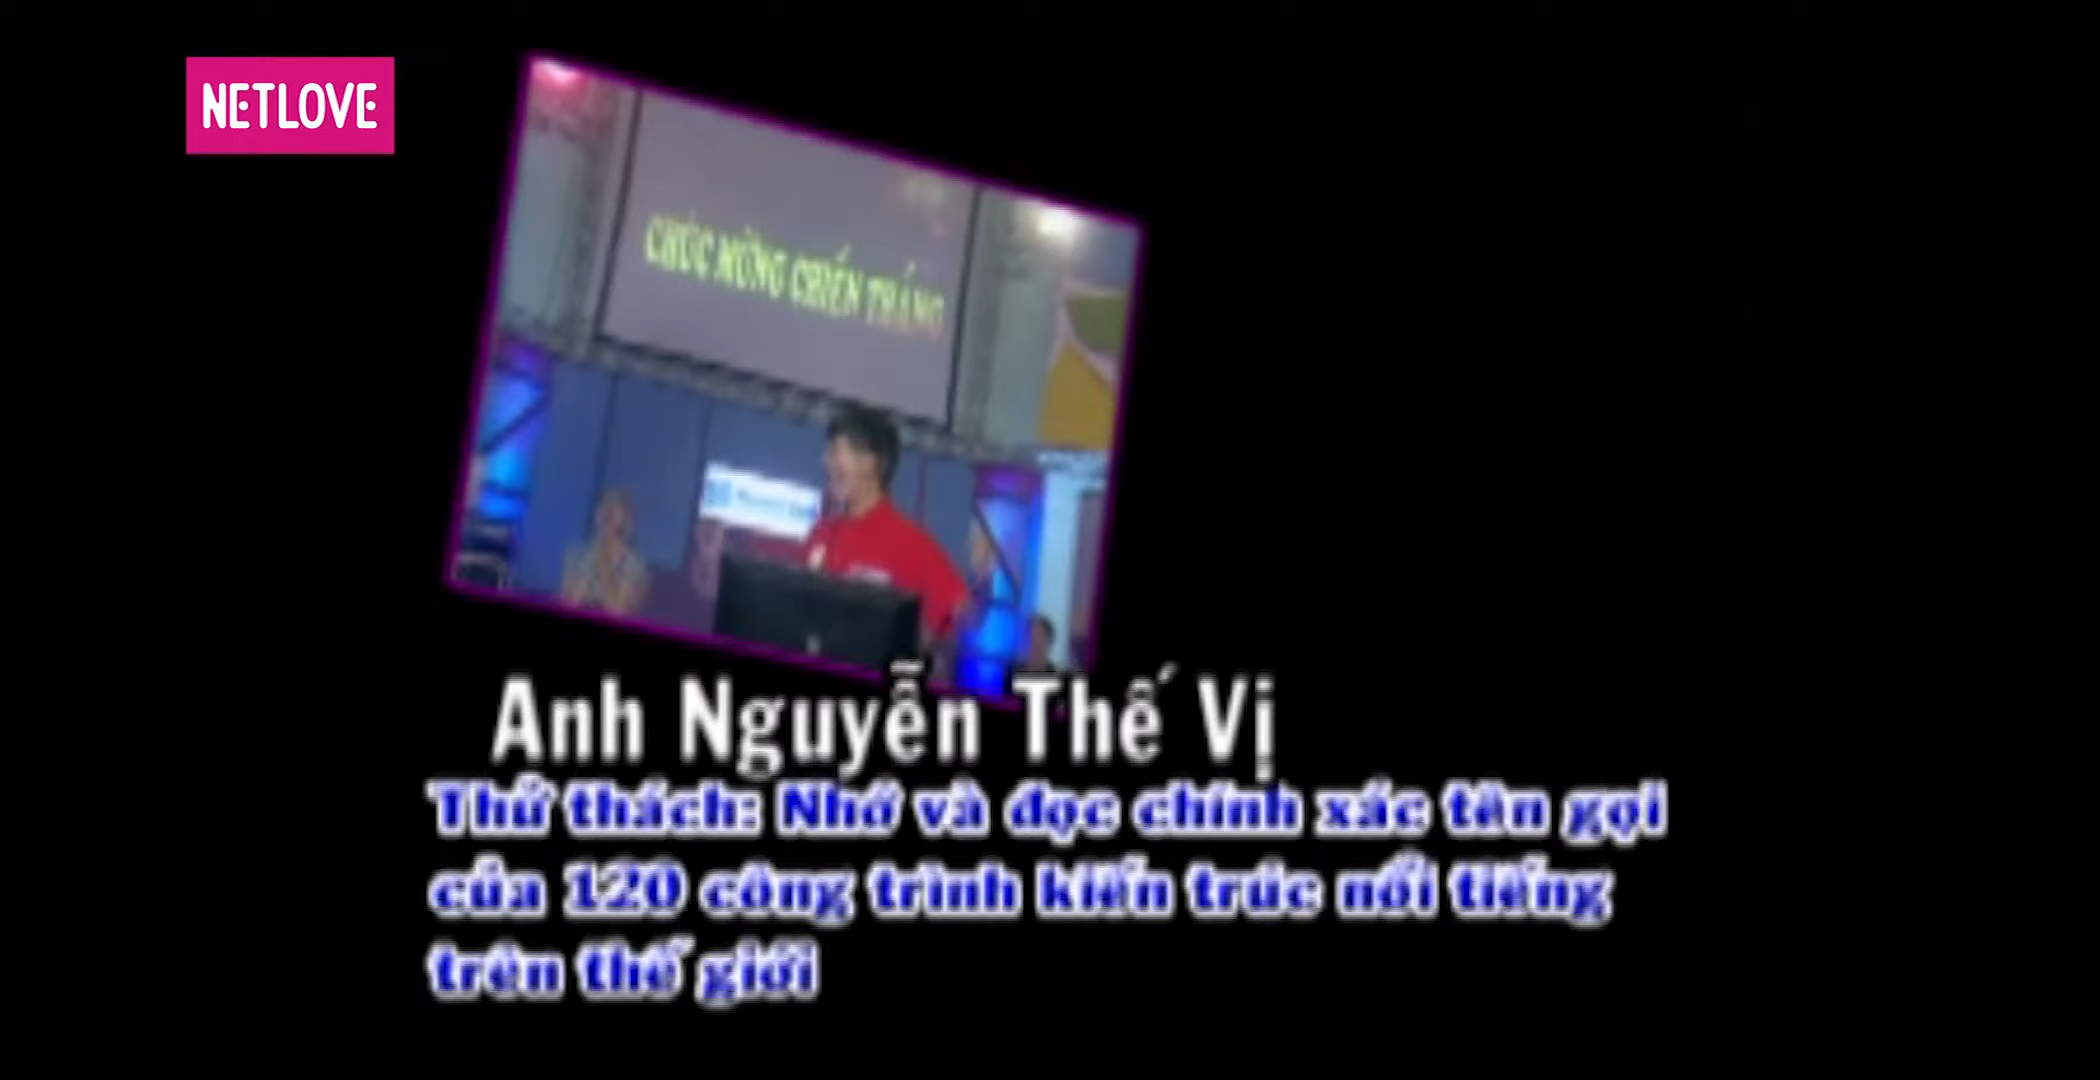 NETLOVE
CHÚC MỪNG CHIẾN THẮNG
Anh Nguyễn Thế Vị
Thử thách: Nhớ và đọc chính xác tên gọi
của 120 công trình kiến trúc nổi tiếng
trên thế giới